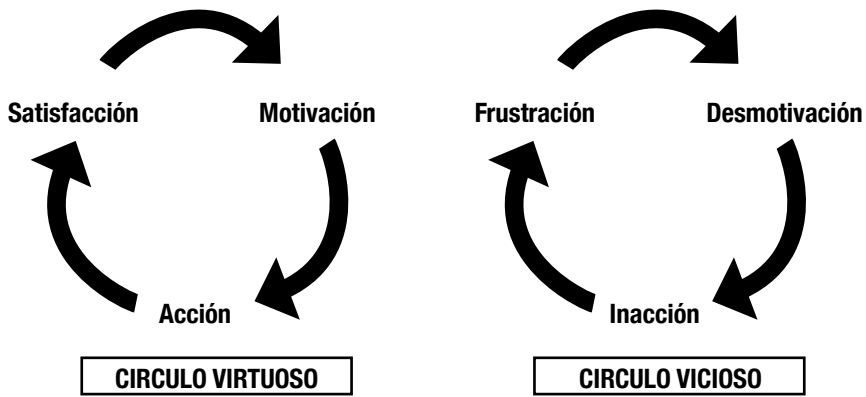 Satisfacción Motivación Frustración Desmotivación
Acción Inacción
CIRCULO VIRTUOSO CIRCULO VICIOSO